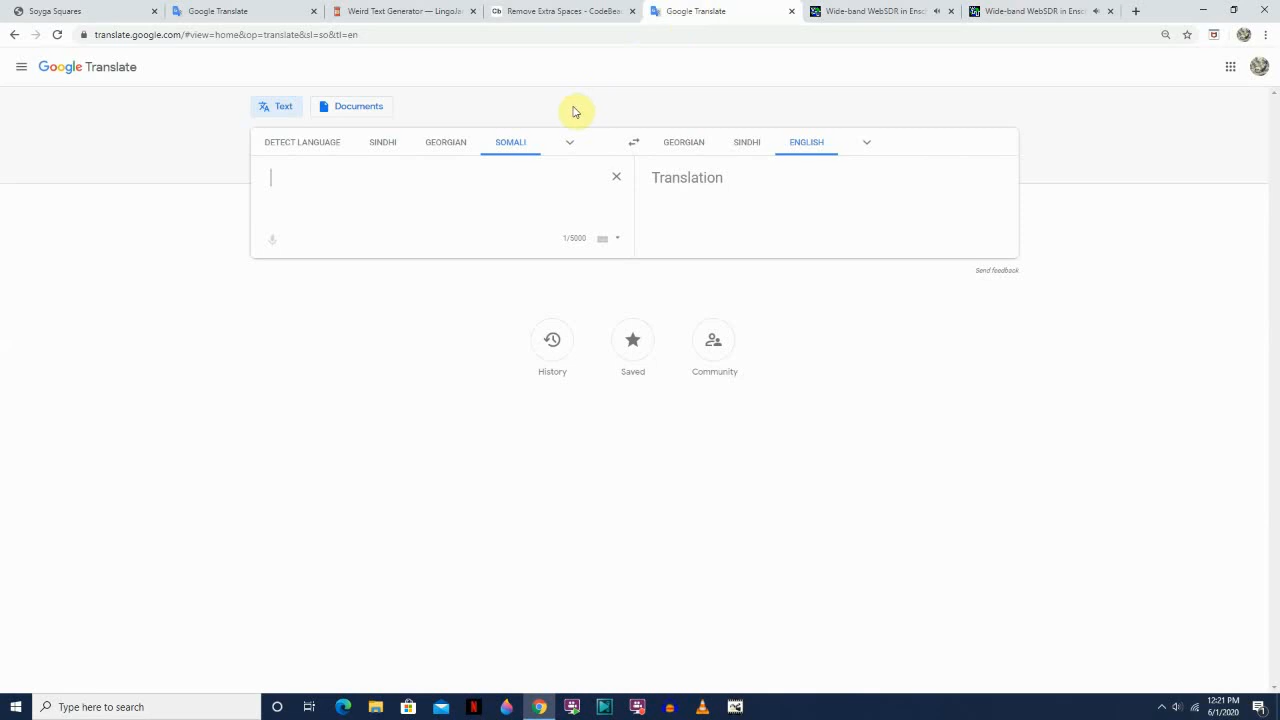 Soyga Squares
Google Translate
Weird Text Generator — LingoJa
Remove Extra Spaces - CodeBea
Google Translate
Wide-band WebSDR in Ensc
Wide-band WebSDR in Ens
translate.google.com/#view=home&op=translate&sl=so&tl=en
Google Translate
Text
Documents
DETECT LANGUAGE
SINDHI
GEORGIAN
SOMALI
GEORGIAN
SINDHI
ENGLISH
Translation
1/5000
Send feedback
History
Saved
Community
Type here to search
12:21 PM
6/1/2020